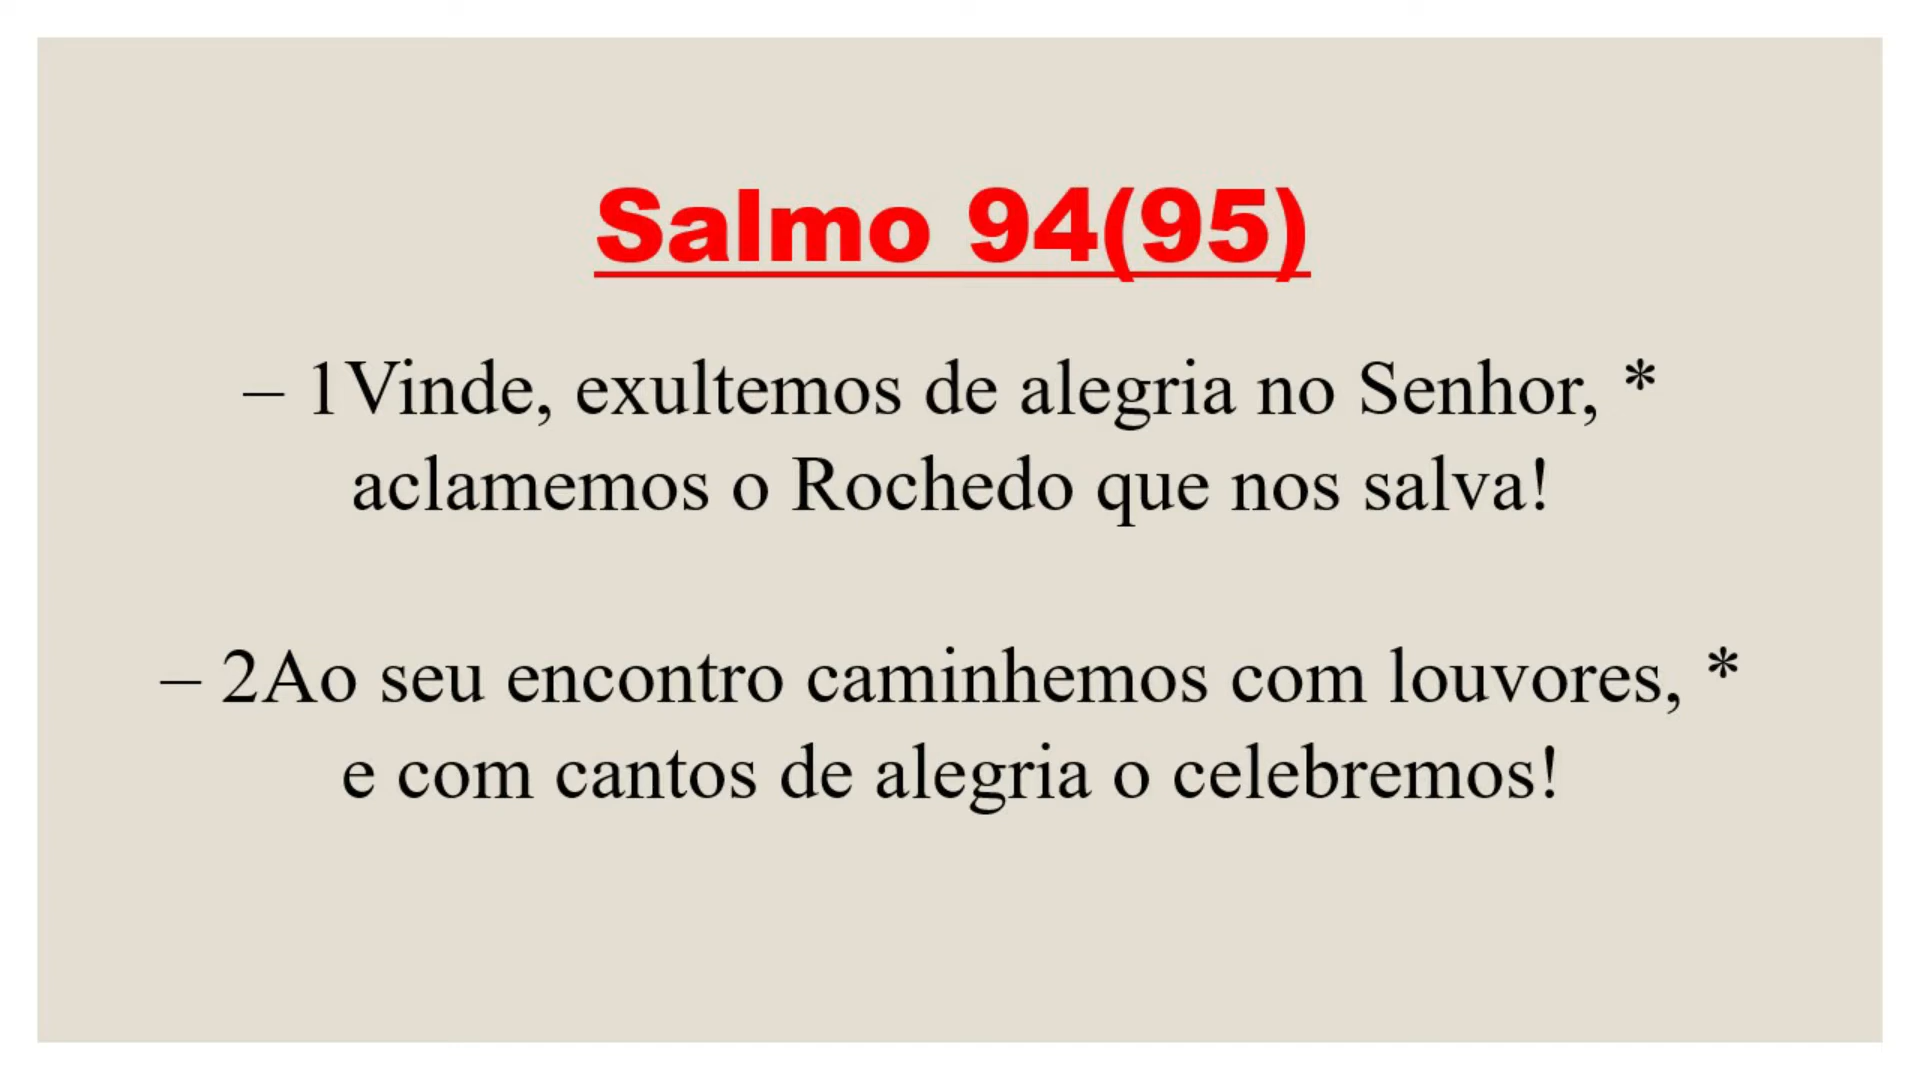 Salmo 94(95)
– 1Vinde, exultemos de alegria no Senhor, *
aclamemos o Rochedo que nos salva!
– 2Ao seu encontro caminhemos com louvores, *
e com cantos de alegria o celebremos!